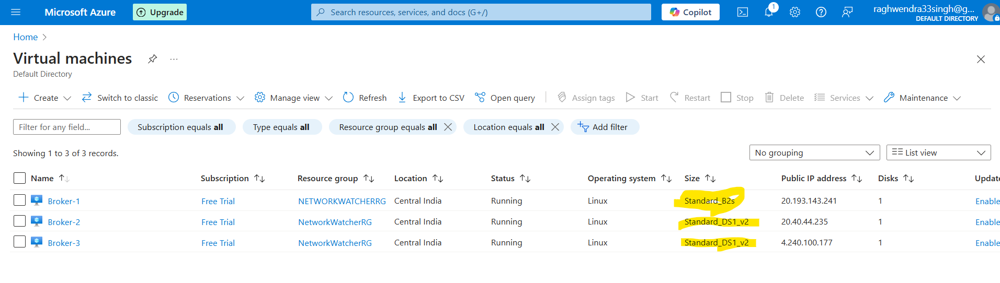 Microsoft Azure Upgrade Search resources, services, and docs (G+/) Copilot 1 raghwendra33singh@g...
DEFAULT DIRECTORY
Home >
Virtual machines ...
Default Directory
+ Create Switch to classic Reservations Manage view Refresh Export to CSV Open query Assign tags Start Restart Stop Delete Services Maintenance
Filter for any field... Subscription equals all Type equals all Resource group equals all Location equals all Add filter
Showing 1 to 3 of 3 records. No grouping List view
Name Subscription Resource group Location Status Operating system Size Public IP address Disks Update
Broker-1 Free Trial NETWORKWATCHERRG Central India Running Linux Standard_B2s 20.193.143.241 1 Enable
Broker-2 Free Trial NetworkWatcherRG Central India Running Linux Standard_DS1_v2 20.40.44.235 1 Enable
Broker-3 Free Trial NetworkWatcherRG Central India Running Linux Standard_DS1_v2 4.240.100.177 1 Enable